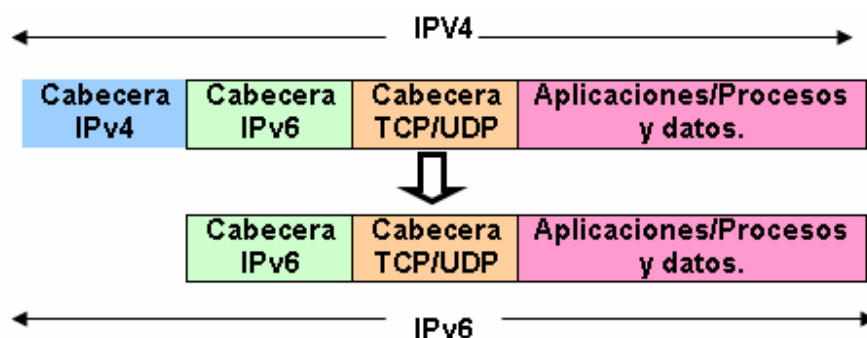 IPV4
Cabecera Cabecera Cabecera Aplicaciones/Procesos
IPv4 IPv6 TCP/UDP y datos.
Cabecera Cabecera Aplicaciones/Procesos
IPv6 TCP/UDP y datos.
IPv6